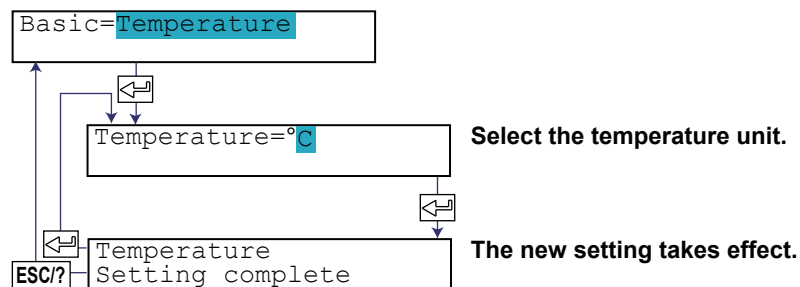 Basic=Temperature
Temperature=°C
Select the temperature unit.
Temperature
Setting complete
The new setting takes effect.
ESC/?